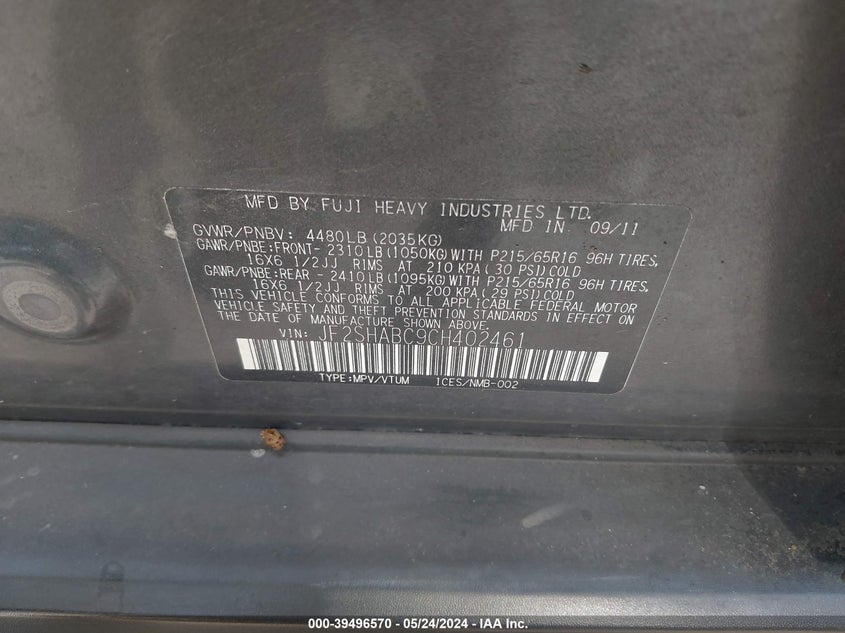 MFD BY FUJI HEAVY INDUSTRIES LTD.
MFD IN 09/11
GVWR/PNBV: 4480LB(2035KG)
GAWR/PNBE:FRONT- 2310LB(1050KG)WITH P215/65R16 96H TIRES,
16X6 1/2JJ RIMS AT 210 KPA(30 PSI)COLD
GAWR/PNBE:REAR - 2410LB(1095KG)WITH P215/65R16 96H TIRES,
16X6 1/2JJ RIMS AT 200 KPA(29 PSI)COLD
THIS VEHICLE CONFORMS TO ALL APPLICABLE FEDERAL MOTOR
VEHICLE SAFETY AND THEFT PREVENTION STANDARDS IN EFFECT ON
THE DATE OF MANUFACTURE SHOWN ABOVE.
VIN: JF2SHABC9CH402461
TYPE:MPV/VTUM ICES/NMB-002
000-39496570 - 05/24/2024 - IAA Inc.